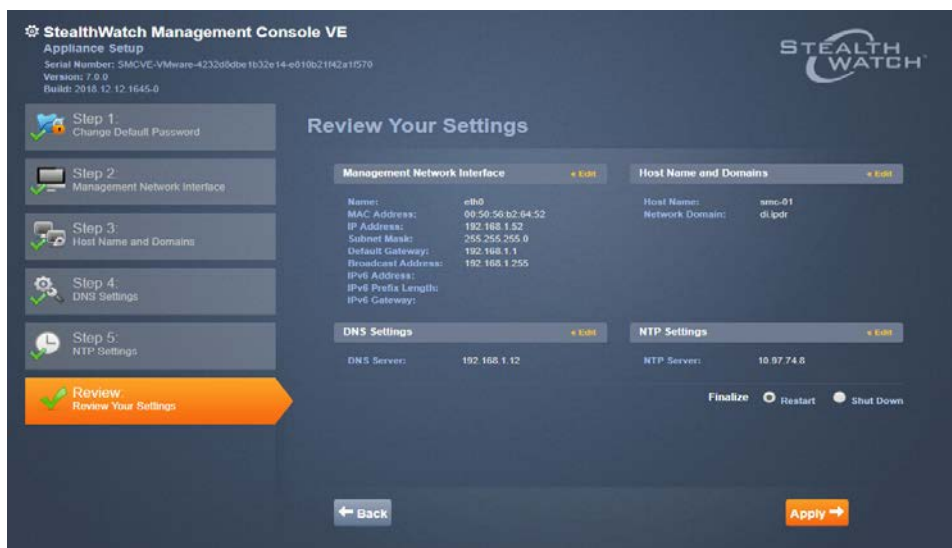 StealthWatch Management Console VE
Appliance Setup
Serial Number: SMCVE-VMware-4232d8dbe1b32e14-e810b21f42a1f570
Version: 7.0.0
Build: 2018.12.12.1645-0
STEALTH
WATCH
Step 1:
Change Default Password
Step 2:
Management Network Interface
Step 3:
Host Name and Domains
Step 4:
DNS Settings
Step 5:
NTP Settings
Review:
Review Your Settings
Review Your Settings
Management Network Interface « Edit
Name: eth0
MAC Address: 00:50:56:b2:64:52
IP Address: 192.168.1.52
Subnet Mask: 255.255.255.0
Default Gateway: 192.168.1.1
Broadcast Address: 192.168.1.255
IPv6 Address:
IPv6 Prefix Length:
IPv6 Gateway:
Host Name and Domains « Edit
Host Name: smc-01
Network Domain: di.ipdr
DNS Settings « Edit
DNS Server: 192.168.1.12
NTP Settings « Edit
NTP Server: 10.97.74.8
Finalize Restart Shut Down
Back
Apply